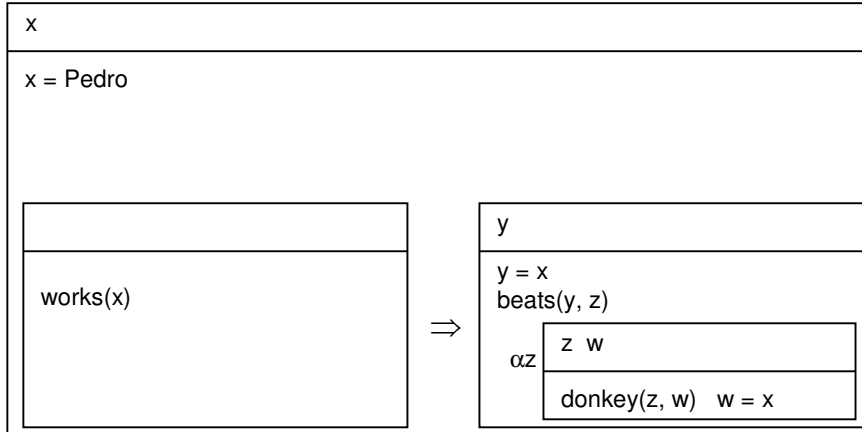 x
x = Pedro
works(x)
⇒
y
y = x
beats(y, z)
αz
z w
donkey(z, w) w = x